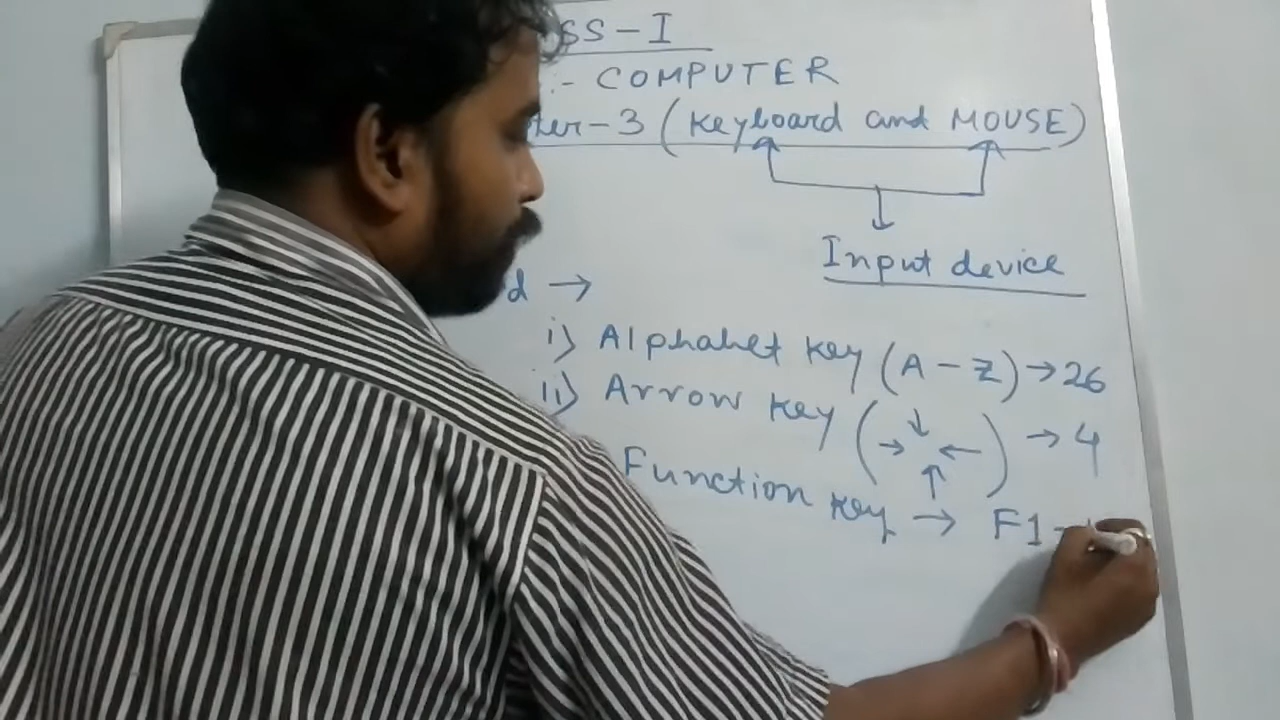 SS-I
:- COMPUTER
ter-3 (Keyboard and MOUSE)
Input device
d →
i) Alphabet key (A-Z) → 26
ii) Arrow key (→ ↓ ← ↑) → 4
Function key → F1-